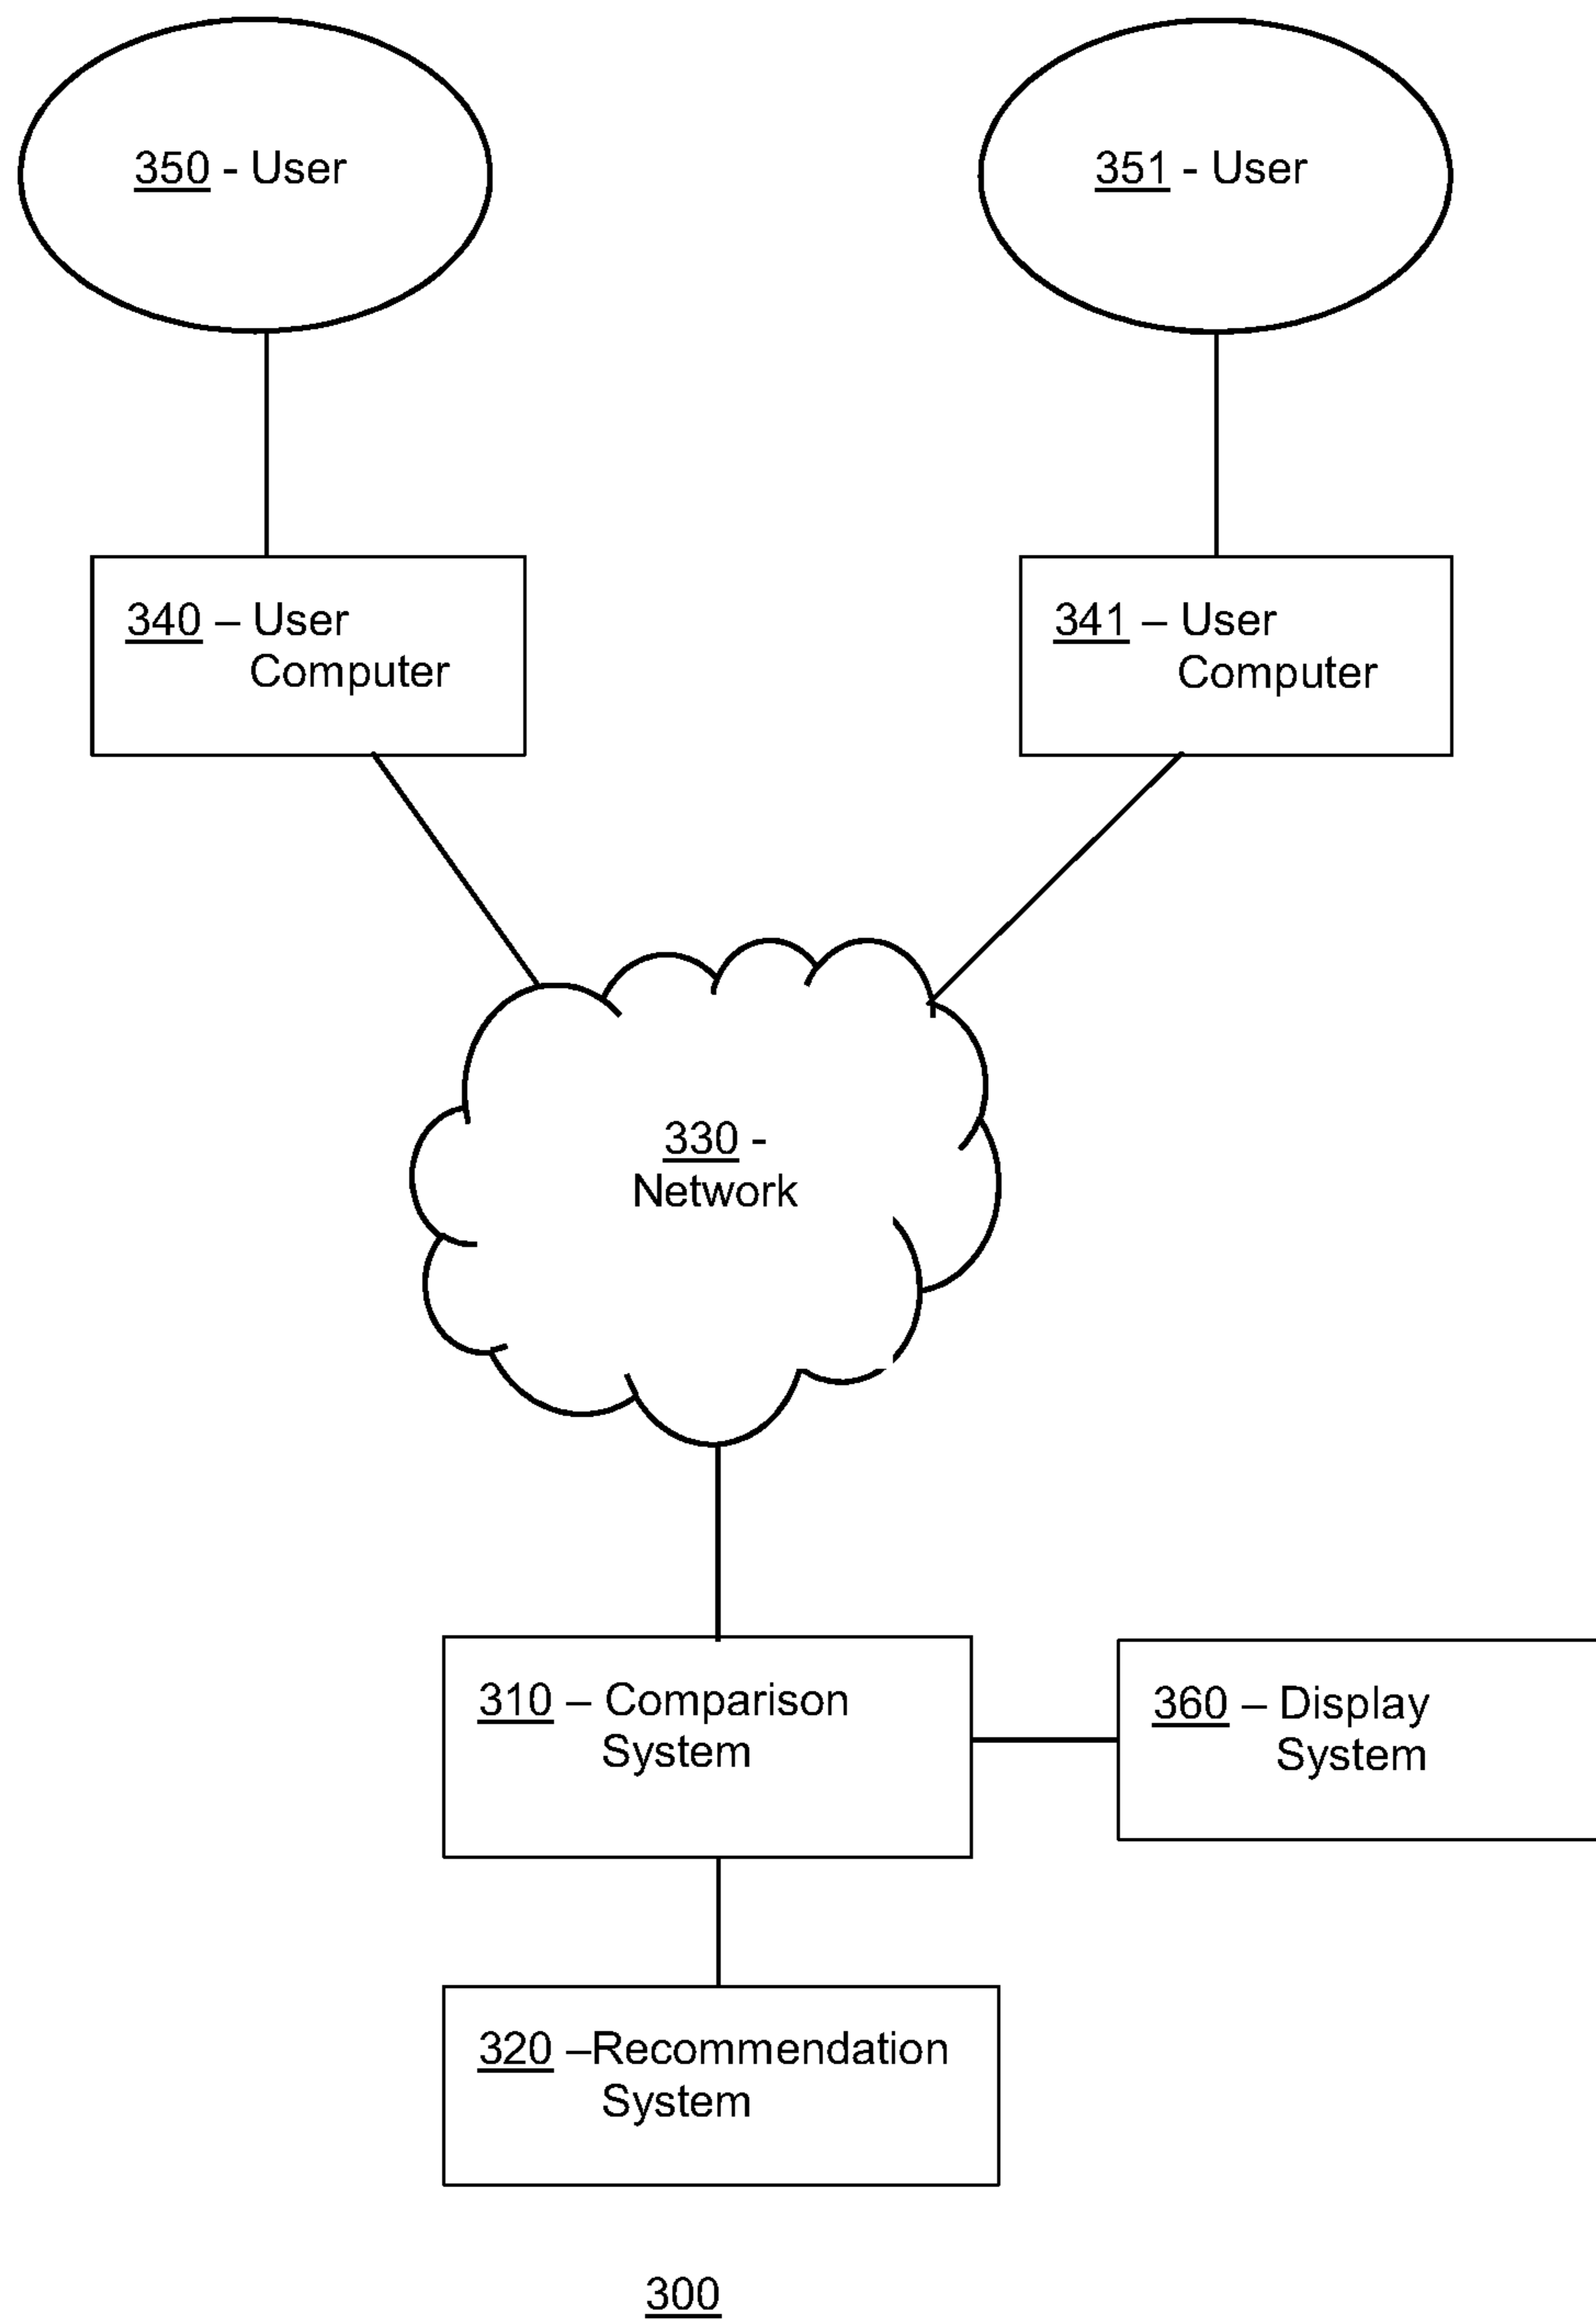 350 - User
351 - User
340 – User
Computer
341 – User
Computer
330 -
Network
310 – Comparison
System
360 – Display
System
320 –Recommendation
System
300